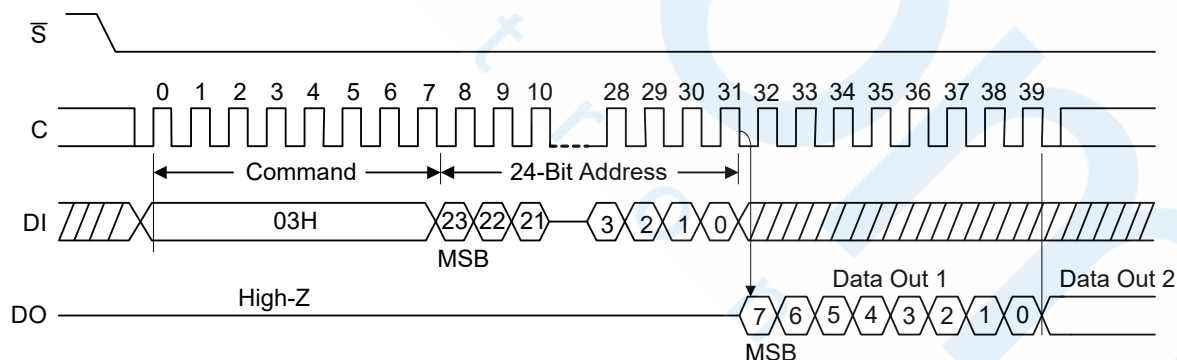 S
0 1 2 3 4 5 6 7 8 9 10 28 29 30 31 32 33 34 35 36 37 38 39
C
Command 24-Bit Address
DI 03H 23 22 21 3 2 1 0
MSB
High-Z Data Out 1 Data Out 2
DO 7 6 5 4 3 2 1 0
MSB